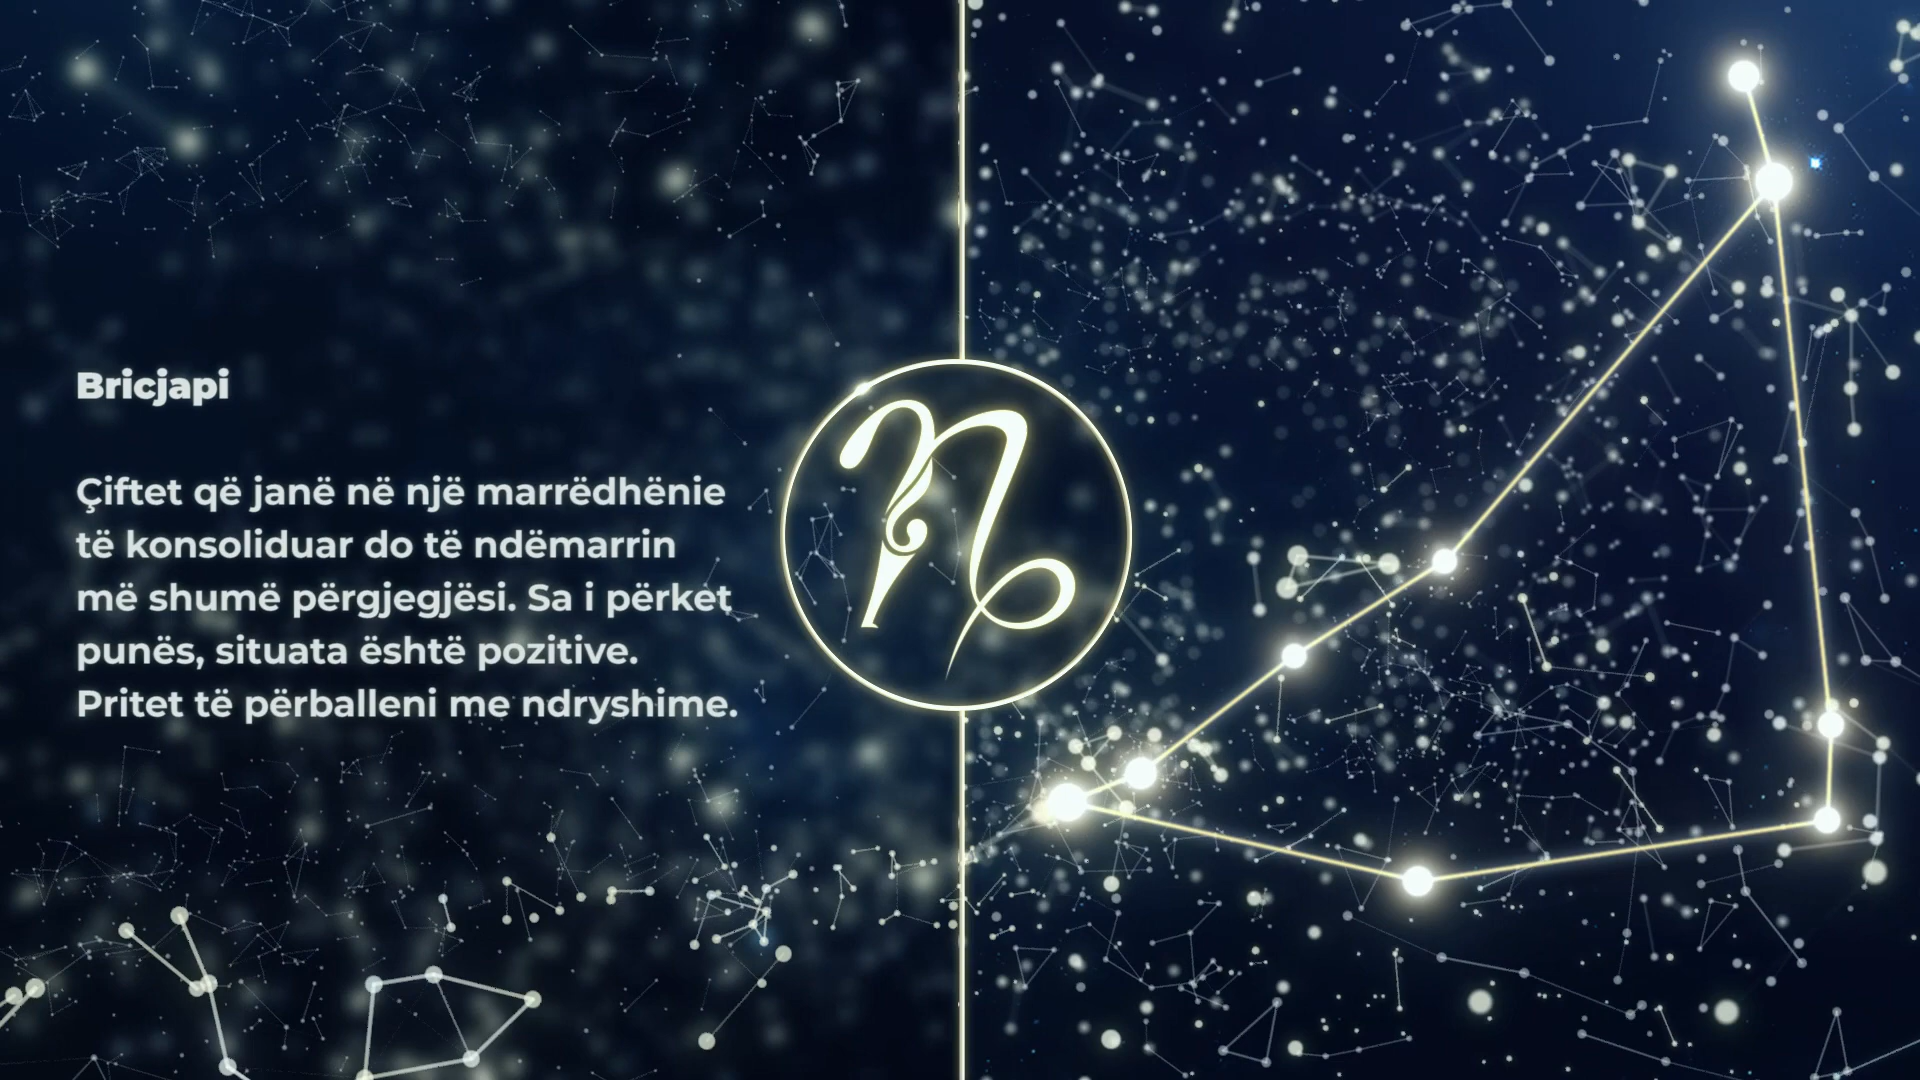 Bricjapi
Çiftet që janë në një marrëdhënie
të konsoliduar do të ndëmarrin
më shumë përgjegjësi. Sa i përket
punës, situata është pozitive.
Pritet të përballeni me ndryshime.